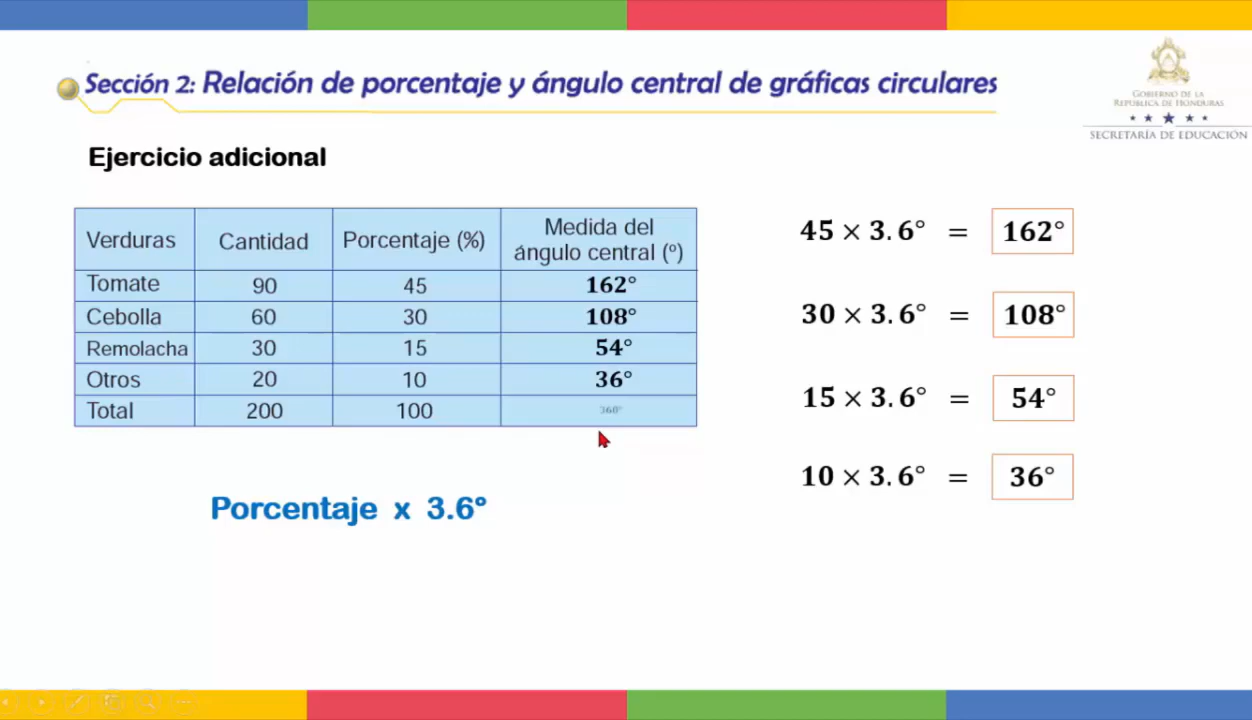 Sección 2: Relación de porcentaje y ángulo central de gráficas circulares
GOBIERNO DE LA
REPÚBLICA DE HONDURAS
SECRETARÍA DE EDUCACIÓN
Ejercicio adicional
Verduras Cantidad Porcentaje (%) Medida del ángulo central (º)
Tomate 90 45 162°
Cebolla 60 30 108°
Remolacha 30 15 54°
Otros 20 10 36°
Total 200 100 360°
45 × 3.6° = 162°
30 × 3.6° = 108°
15 × 3.6° = 54°
10 × 3.6° = 36°
Porcentaje x 3.6°